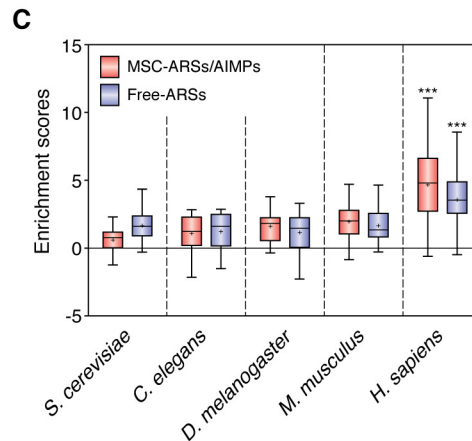 C
15
10
5
0
-5
Enrichment scores
MSC-ARSs/AIMPs
Free-ARSs
***
***
S. cerevisiae
C. elegans
D. melanogaster
M. musculus
H. sapiens